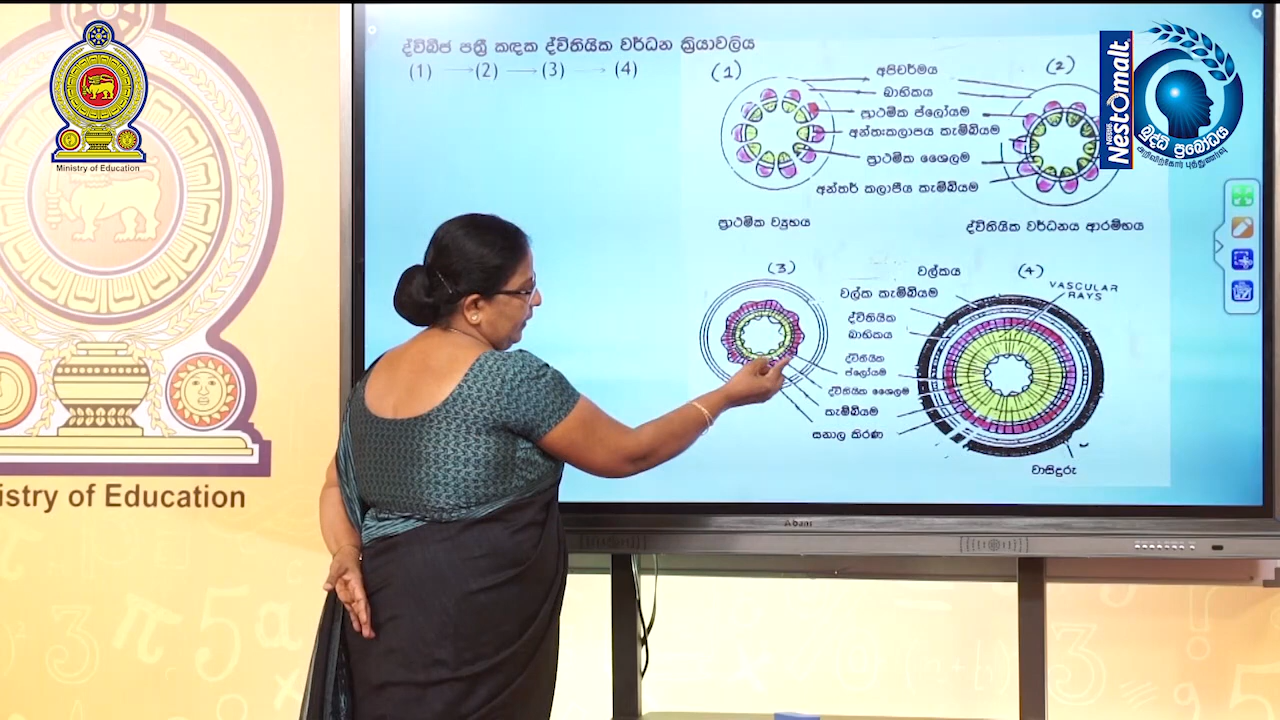 ද්විබීජ පත්‍රී කඳක ද්විතියික වර්ධන ක්‍රියාවලිය
(1) → (2) → (3) → (4)
(1)
අපිචර්මය
(2)
බාහිකය
ප්‍රාථමික ප්ලෝයම
අන්තඃකලාපය කැම්බියම
ප්‍රාථමික ශෛලම
අන්තර් කලාපීය කැම්බියම
ප්‍රාථමික ව්‍යුහය
ද්විතියික වර්ධනය ආරම්භය
(3)
වල්කය
(4)
වල්ක කැම්බියම
VASCULAR
RAYS
ද්විතියික
බාහිකය
ද්විතියික
ප්ලෝයම
ද්විතියික ශෛලම
කැම්බියම
සනාල කිරණ
වාසිදුරු
Abans
Ministry of Education
istry of Education
Nestomalt
බුද්ධි ප්‍රබෝධය